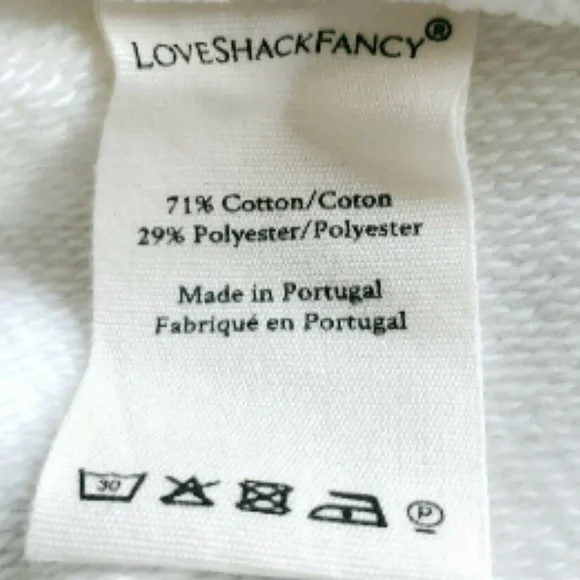 LOVESHACKFANCY®
71% Cotton/Coton
29% Polyester/Polyester
Made in Portugal
Fabriqué en Portugal
30 P